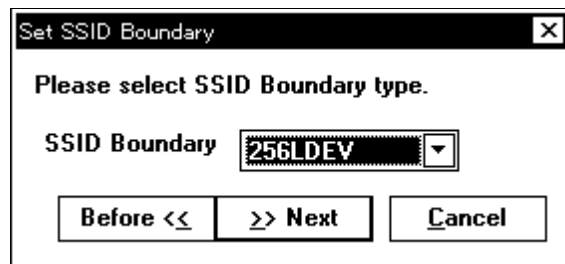 Set SSID Boundary
Please select SSID Boundary type.
SSID Boundary 256LDEV
Before << >> Next Cancel